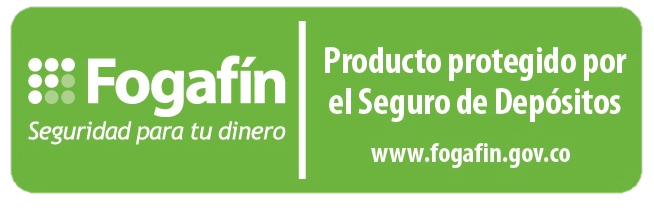 Fogafín
Seguridad para tu dinero
Producto protegido por
el Seguro de Depósitos
www.fogafin.gov.co